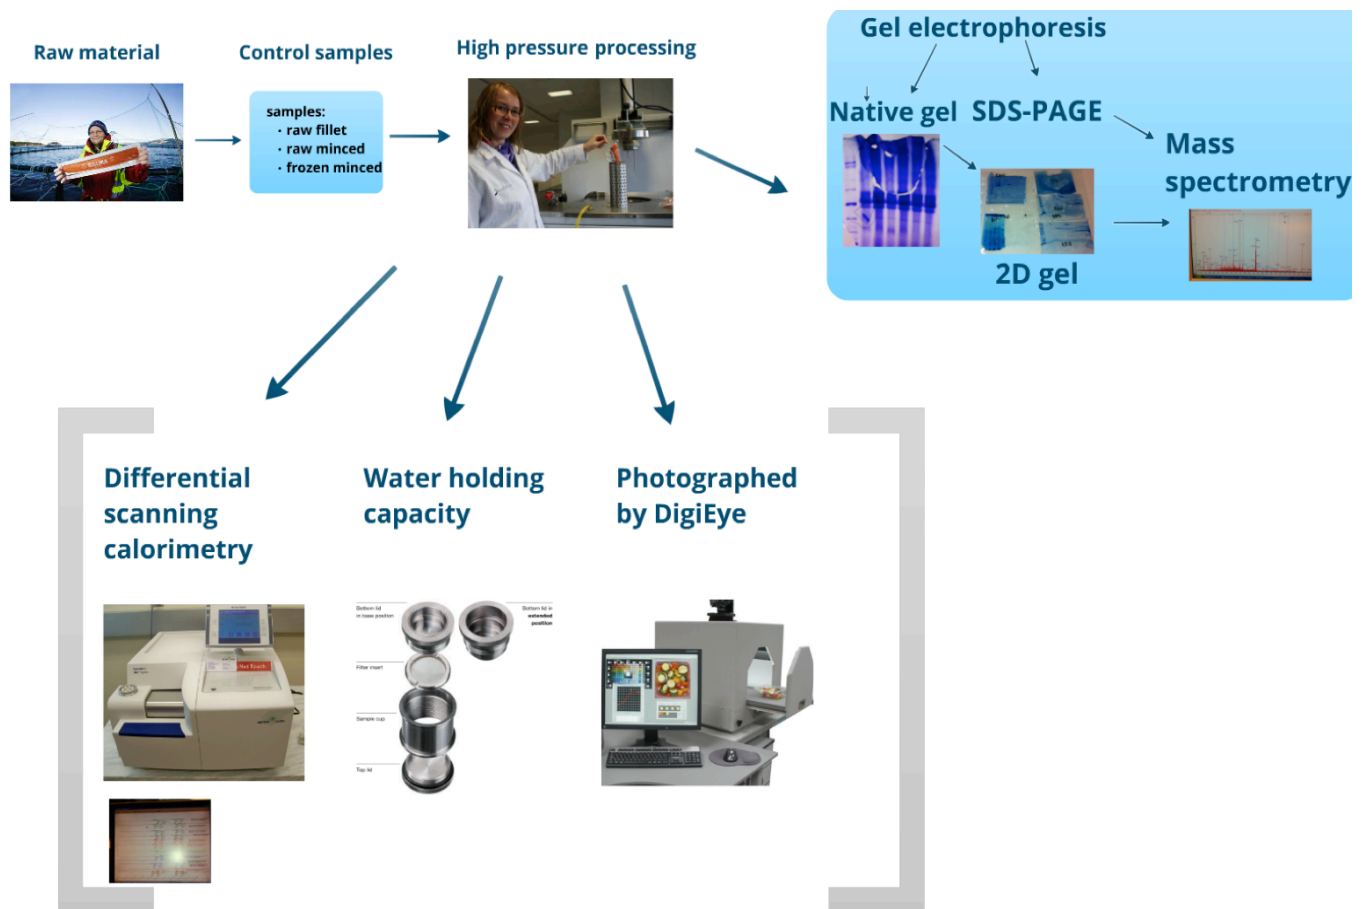 Raw material
Control samples
High pressure processing
samples:
· raw fillet
· raw minced
· frozen minced
Gel electrophoresis
Native gel
SDS-PAGE
Mass
spectrometry
2D gel
Differential
scanning
calorimetry
Water holding
capacity
Photographed
by DigiEye
Bottom lid
in base position
Bottom lid in
extended
position
Filter insert
Sample cup
Top lid